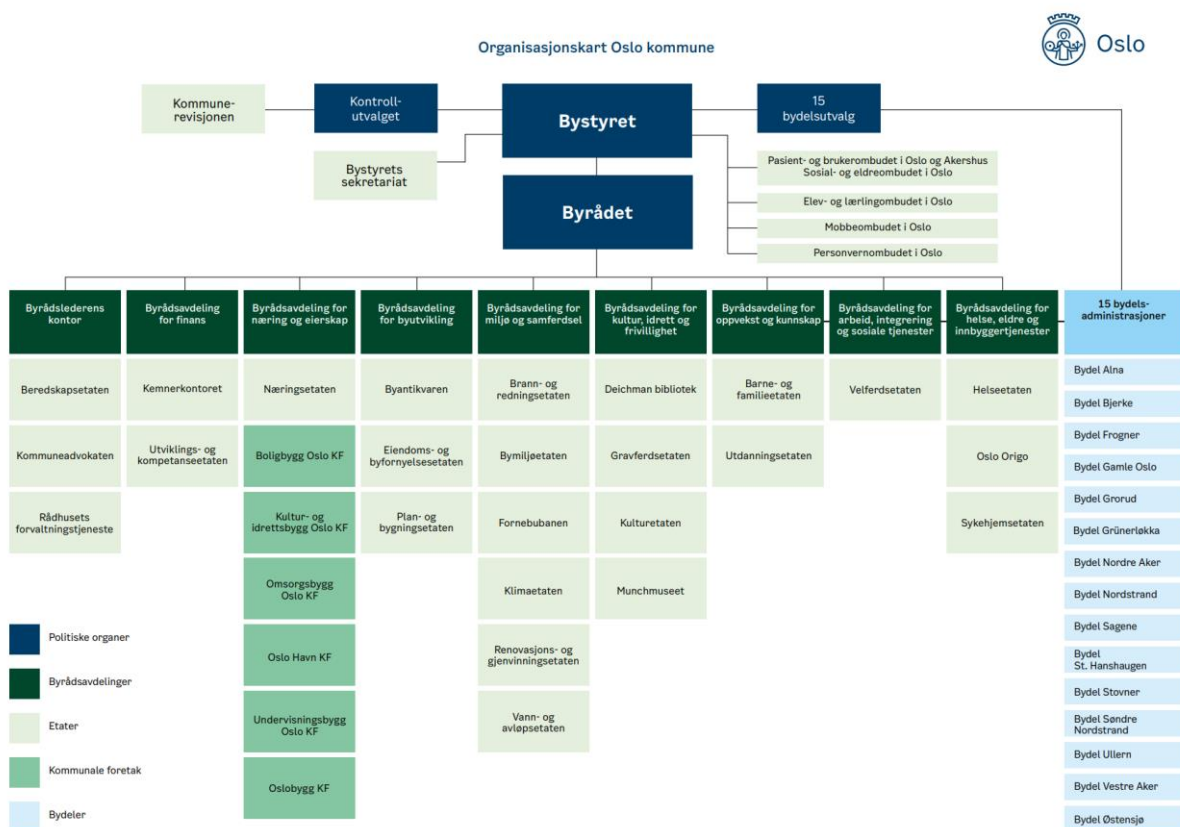 Organisasjonskart Oslo kommune
Oslo
Kommune-
revisjonen
Kontroll-
utvalget
Bystyret
15
bydelsutvalg
Bystyrets
sekretariat
Byrådet
Pasient- og brukerombudet i Oslo og Akershus
Sosial- og eldreombudet i Oslo
Elev- og lærlingombudet i Oslo
Mobbeombudet i Oslo
Personvernombudet i Oslo
Byrådslederens
kontor
Beredskapsetaten
Kommuneadvokaten
Rådhusets
forvaltningstjeneste
Byrådsavdeling
for finans
Kemnerkontoret
Utviklings- og
kompetanseetaten
Byrådsavdeling for
næring og eierskap
Næringsetaten
Boligbygg Oslo KF
Kultur- og
idrettsbygg Oslo KF
Omsorgsbygg
Oslo KF
Oslo Havn KF
Undervisningsbygg
Oslo KF
Oslobygg KF
Byrådsavdeling
for byutvikling
Byantikvaren
Eiendoms- og
byfornyelsesetaten
Plan- og
bygningsetaten
Byrådsavdeling for
miljø og samferdsel
Brann- og
redningsetaten
Bymiljøetaten
Fornebubanen
Klimaetaten
Renovasjons- og
gjenvinningsetaten
Vann- og
avløpsetaten
Byrådsavdeling for
kultur, idrett og
frivillighet
Deichman bibliotek
Gravferdsetaten
Kulturetaten
Munchmuseet
Byrådsavdeling for
oppvekst og kunnskap
Barne- og
familieetaten
Utdanningsetaten
Byrådsavdeling for
arbeid, integrering
og sosiale tjenester
Velferdsetaten
Byrådsavdeling for
helse, eldre og
innbyggertjenester
Helseetaten
Oslo Origo
Sykehjemsetaten
15 bydels-
administrasjoner
Bydel Alna
Bydel Bjerke
Bydel Frogner
Bydel Gamle Oslo
Bydel Grorud
Bydel Grünerløkka
Bydel Nordre Aker
Bydel Nordstrand
Bydel Sagene
Bydel
St. Hanshaugen
Bydel Stovner
Bydel Søndre
Nordstrand
Bydel Ullern
Bydel Vestre Aker
Bydel Østensjø
Politiske organer
Byrådsavdelinger
Etater
Kommunale foretak
Bydeler